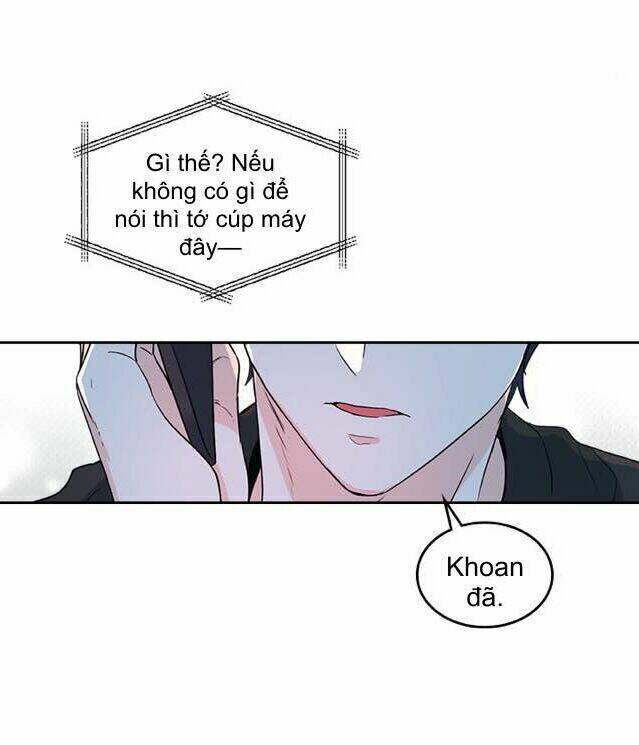 Gì thế? Nếu
không có gì để
nói thì tớ cúp máy
đây—
Khoan
đã.